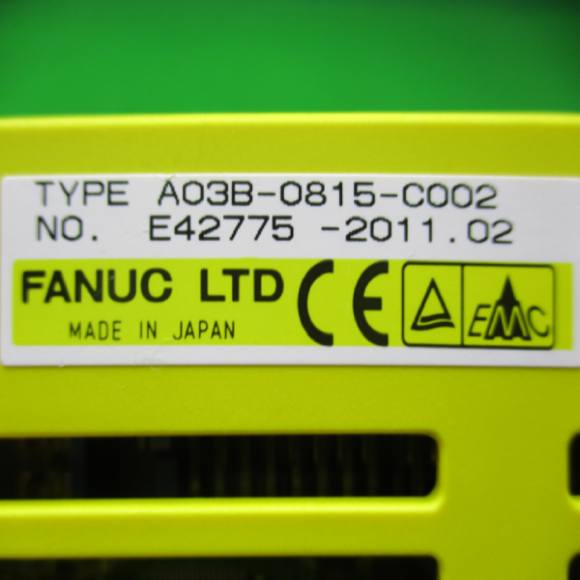 TYPE A03B-0815-C002
NO. E42775 -2011.02
FANUC LTD CE
MADE IN JAPAN
EMC